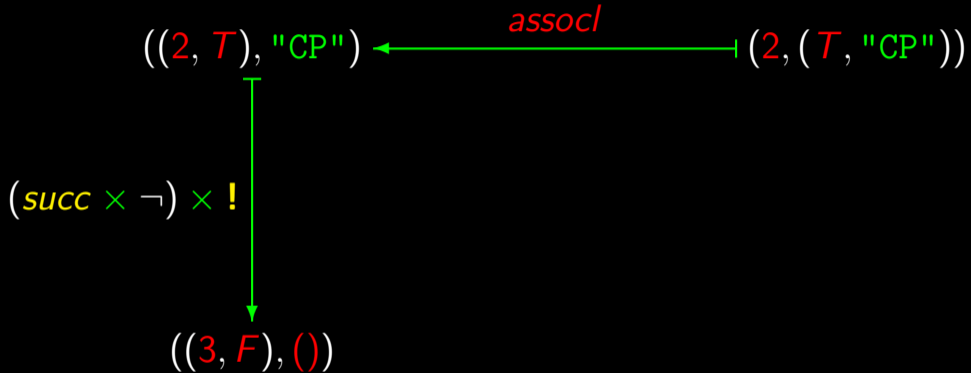 assocl
((2, T), "CP") (2, (T, "CP"))
(succ × ¬) × !
((3, F), ())